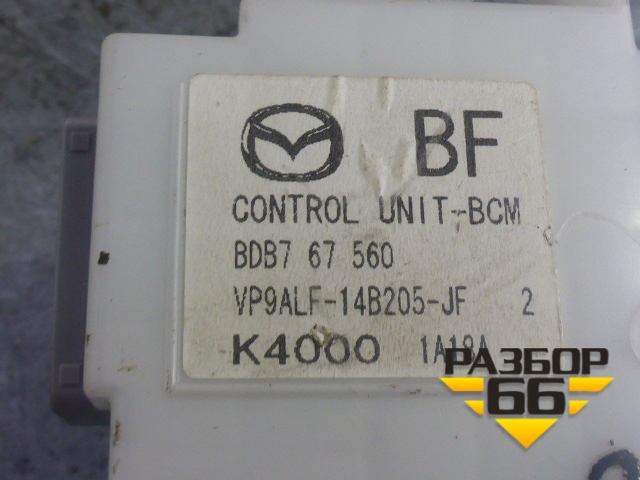 BF
CONTROL UNIT-BCM
BDB7 67 560
VP9ALF-14B205-JF 2
K4000 1A18A
РАЗБОР
66